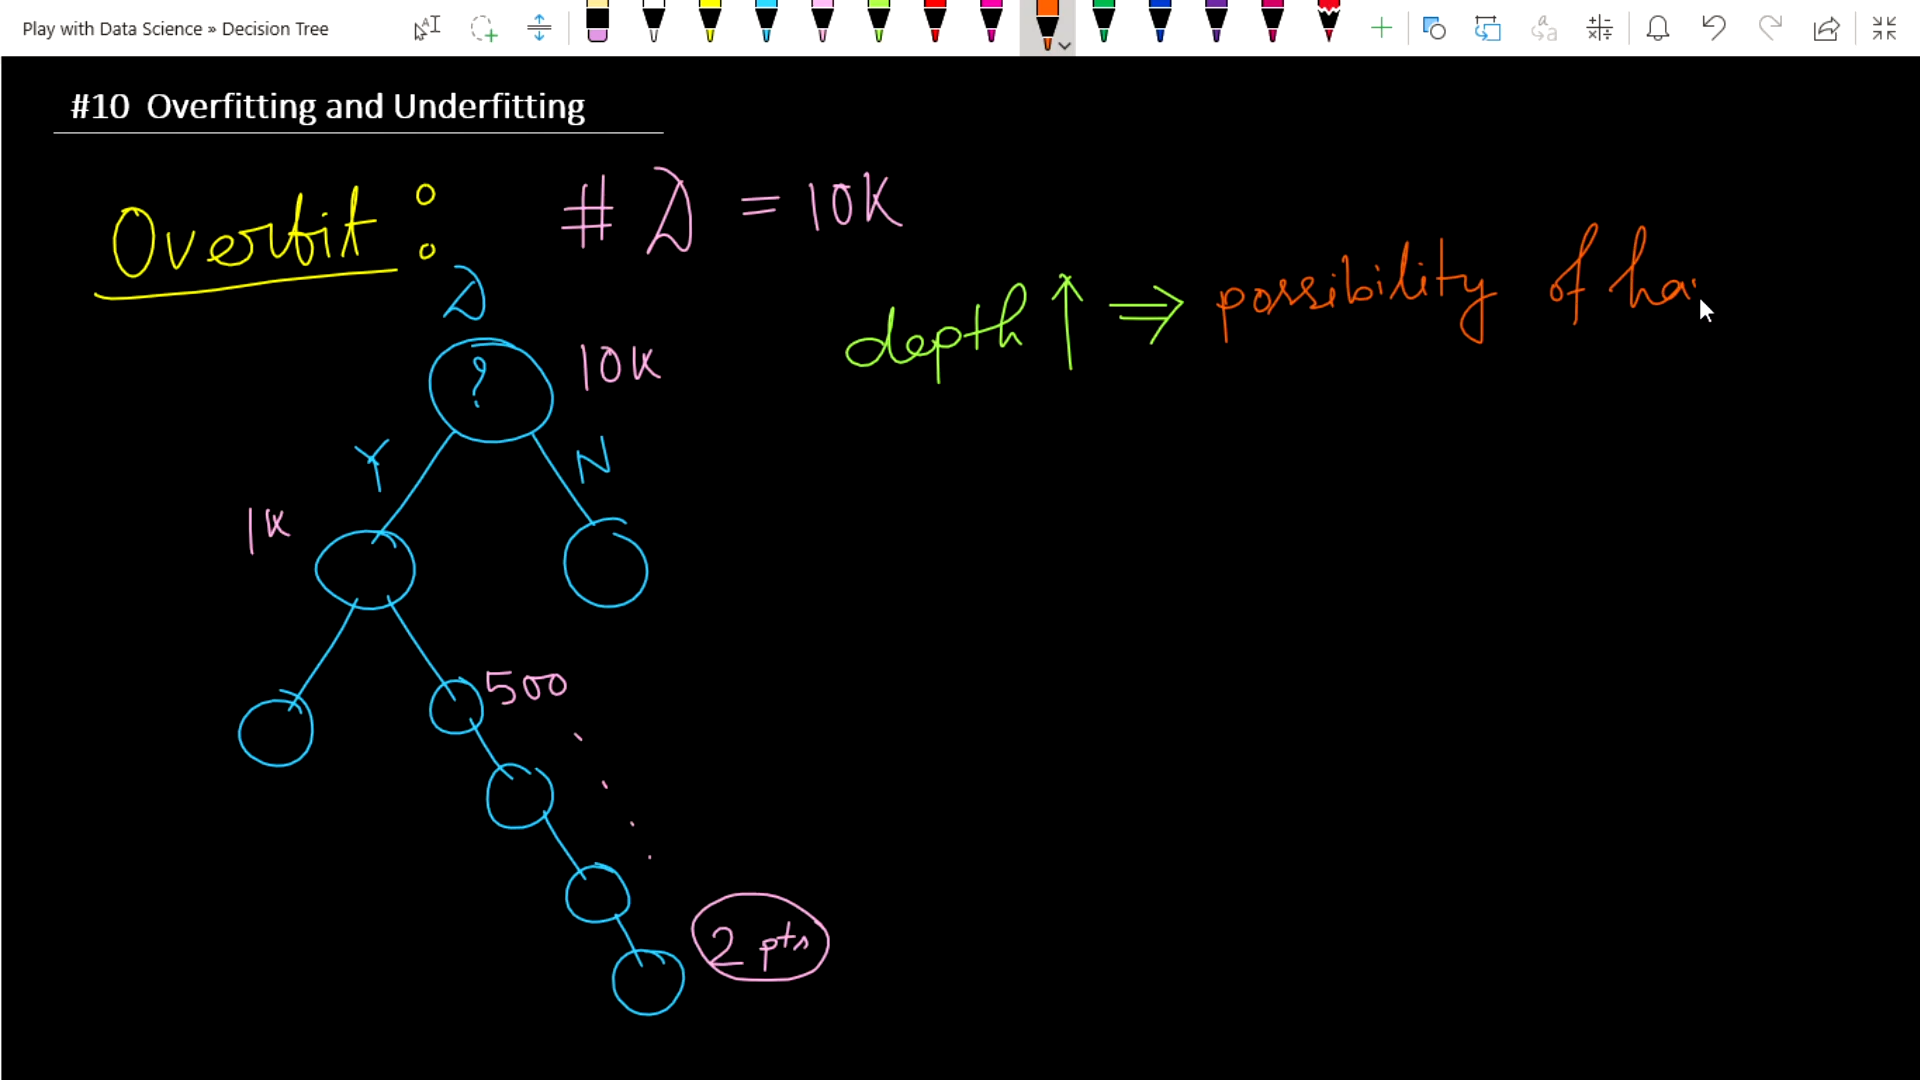 Play with Data Science » Decision Tree
#10 Overfitting and Underfitting
Overfit :
# D = 10K
depth ↑ ⇒ possibility of hav
D
? 10K
Y N
1K
500
2 pts